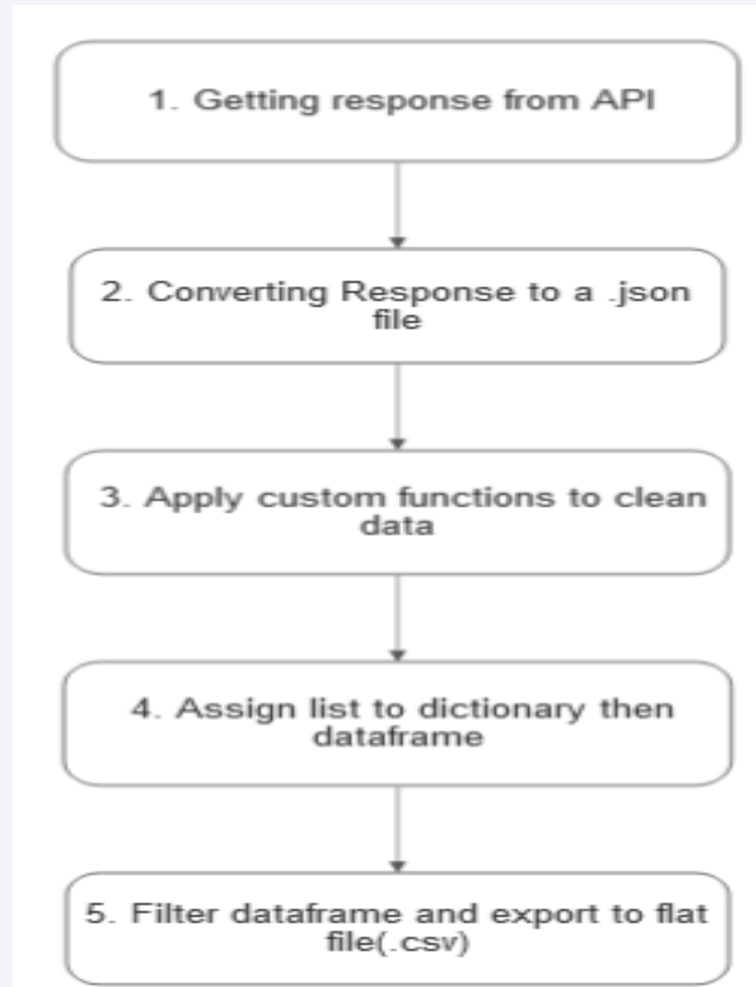 1. Getting response from API
2. Converting Response to a .json
file
3. Apply custom functions to clean
data
4. Assign list to dictionary then
dataframe
5. Filter dataframe and export to flat
file(.csv)